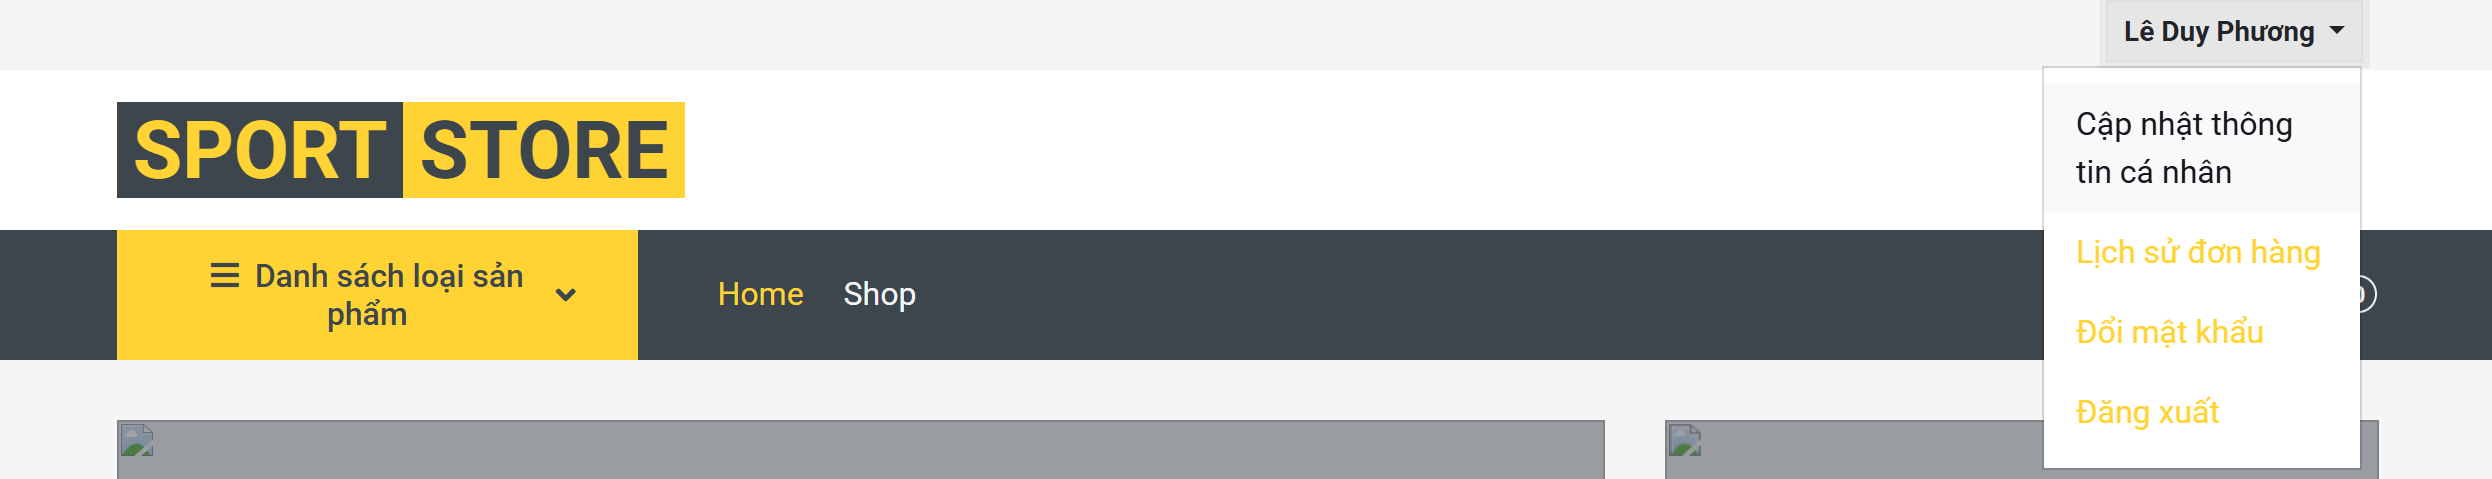 Lê Duy Phương
SPORT STORE
Cập nhật thông
tin cá nhân
Lịch sử đơn hàng
Đổi mật khẩu
Đăng xuất
Danh sách loại sản
phẩm
Home
Shop